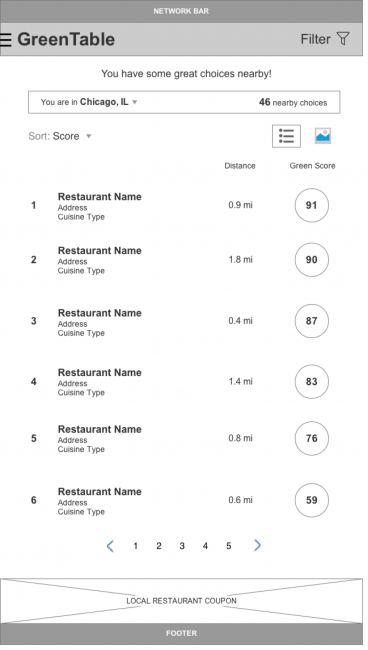 NETWORK BAR
GreenTable Filter
You have some great choices nearby!
You are in Chicago, IL 46 nearby choices
Sort: Score
Distance Green Score
1 Restaurant Name 0.9 mi 91
Address
Cuisine Type
2 Restaurant Name 1.8 mi 90
Address
Cuisine Type
3 Restaurant Name 0.4 mi 87
Address
Cuisine Type
4 Restaurant Name 1.4 mi 83
Address
Cuisine Type
5 Restaurant Name 0.8 mi 76
Address
Cuisine Type
6 Restaurant Name 0.6 mi 59
Address
Cuisine Type
1 2 3 4 5
LOCAL RESTAURANT COUPON
FOOTER